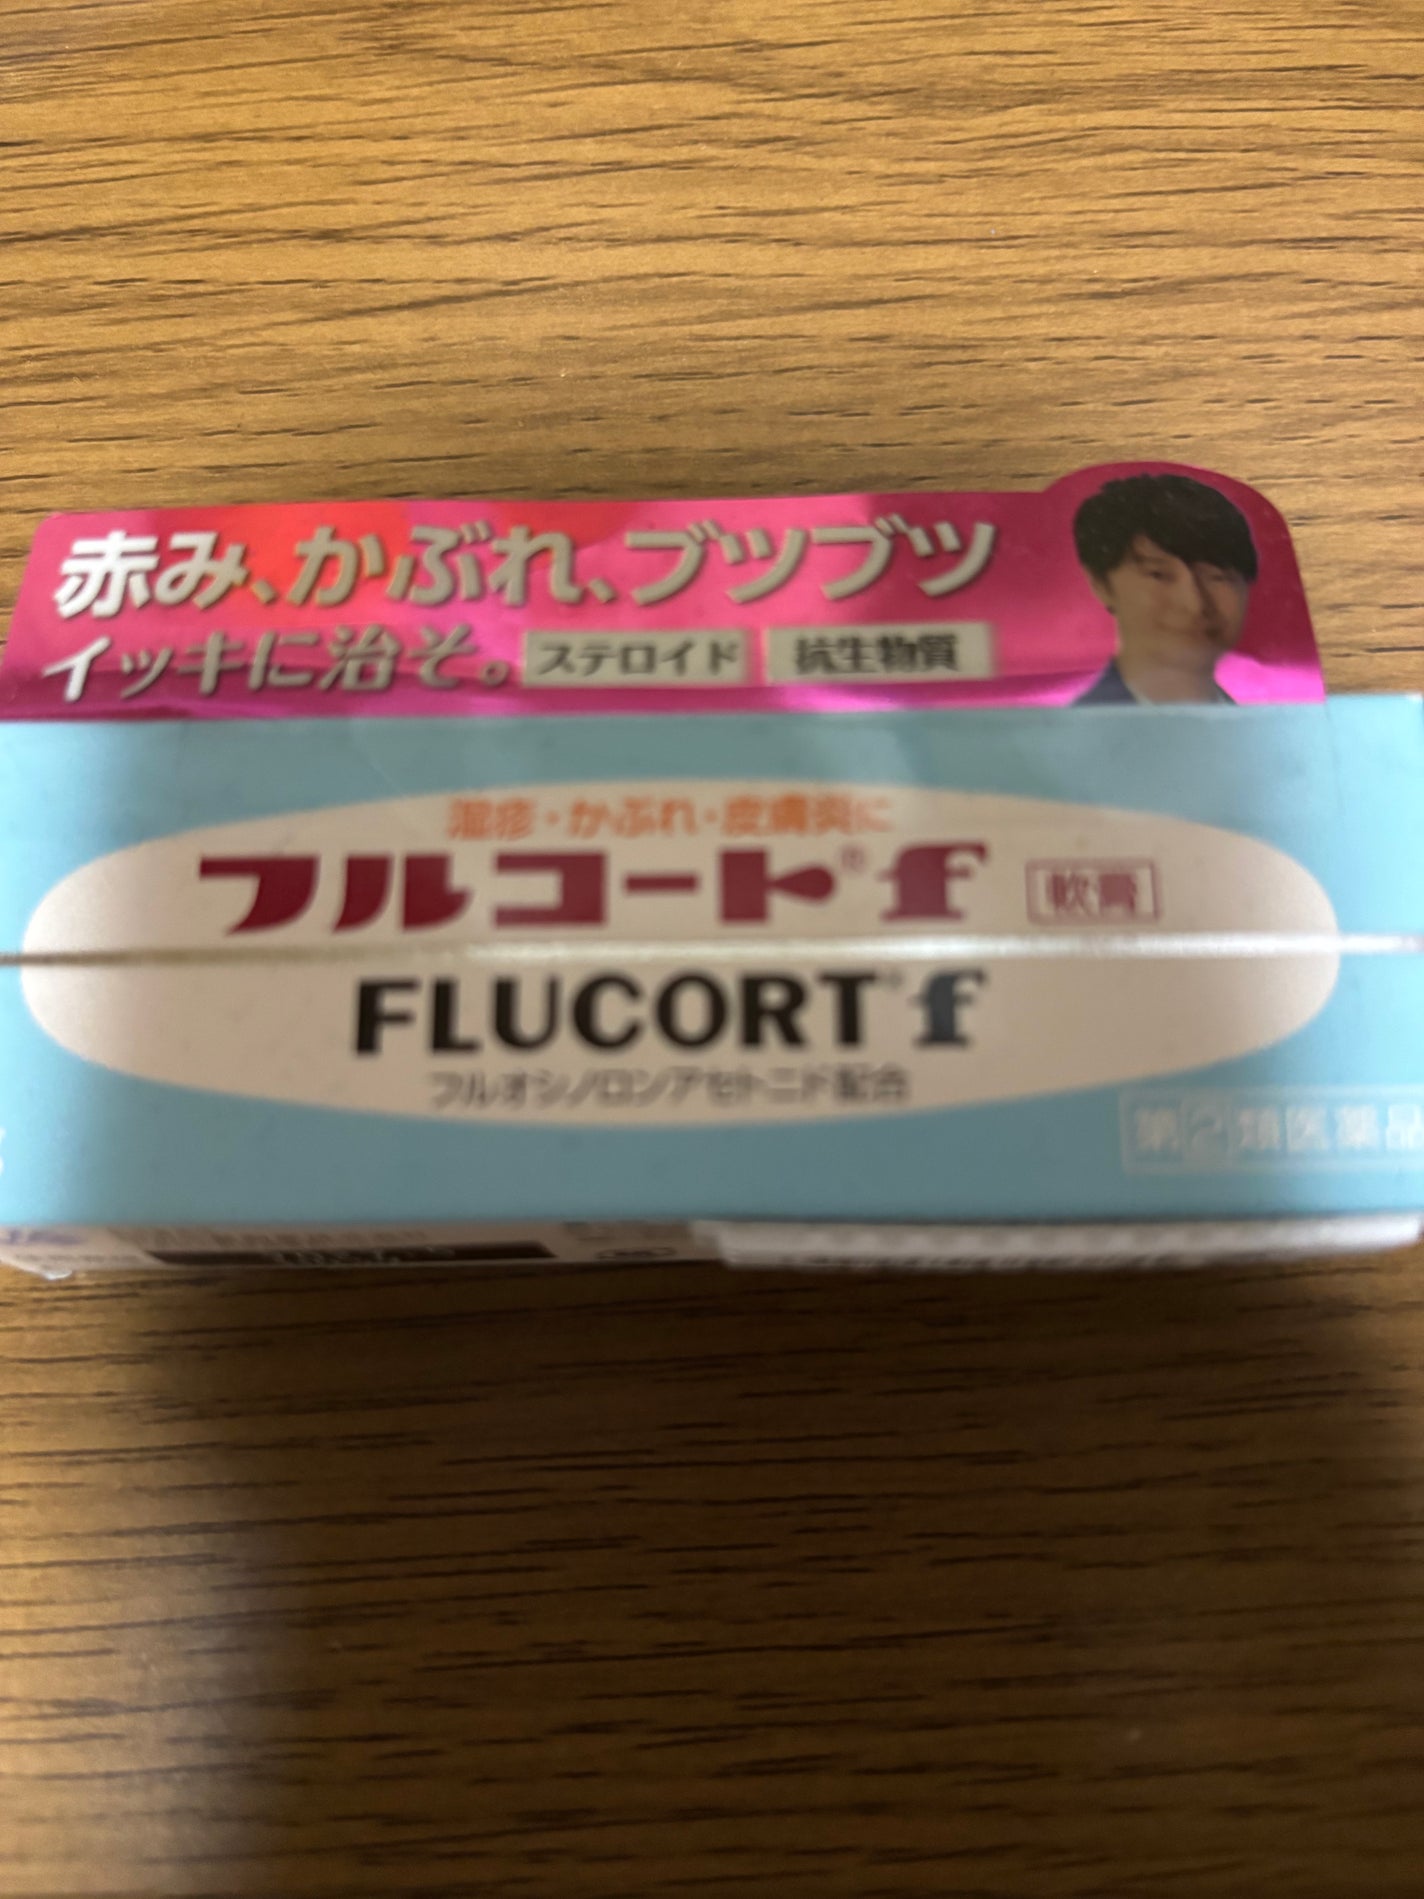 赤み、かぶれ、ブツブツ
イッキに治そ。 ステロイド 抗生物質
湿疹・かぶれ・皮膚炎に
フルコート® f 軟膏
FLUCORT® f
フルオシノロンアセトニド配合
第②類医薬品